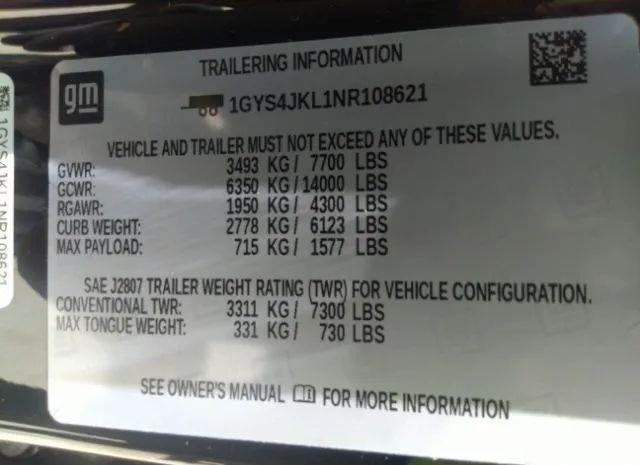 TRAILERING INFORMATION
gm
1GYS4JKL1NR108621
VEHICLE AND TRAILER MUST NOT EXCEED ANY OF THESE VALUES.
GVWR: 3493 KG/ 7700 LBS
GCWR: 6350 KG/14000 LBS
RGAWR: 1950 KG/ 4300 LBS
CURB WEIGHT: 2778 KG/ 6123 LBS
MAX PAYLOAD: 715 KG/ 1577 LBS
SAE J2807 TRAILER WEIGHT RATING (TWR) FOR VEHICLE CONFIGURATION.
CONVENTIONAL TWR: 3311 KG/ 7300 LBS
MAX TONGUE WEIGHT: 331 KG/ 730 LBS
SEE OWNER'S MANUAL FOR MORE INFORMATION
1GYS4JKL1NR108621